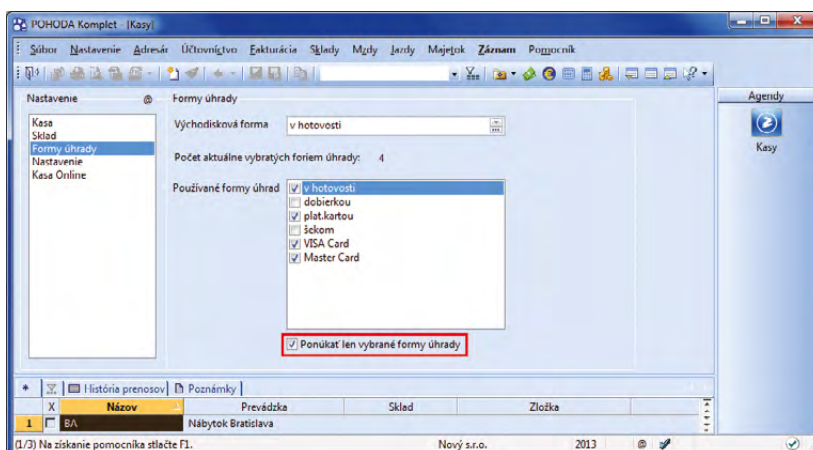 POHODA Komplet - [Kasy]
Súbor Nastavenie Adresár Účtovníctvo Fakturácia Sklady Mzdy Jazdy Majetok Záznam Pomocník
Nastavenie @ Formy úhrady Agendy
Kasa Východisková forma v hotovosti
Sklad
Formy úhrady Kasy
Nastavenie Počet aktuálne vybratých foriem úhrady: 4
Kasa Online
Používané formy úhrad v hotovosti
dobierkou
plat.kartou
šekom
VISA Card
Master Card
Ponúkať len vybrané formy úhrady
* História prenosov Poznámky
X Názov Prevádzka Sklad Zložka
1 BA Nábytok Bratislava
(1/3) Na získanie pomocníka stlačte F1. Nový s.r.o. 2013 @